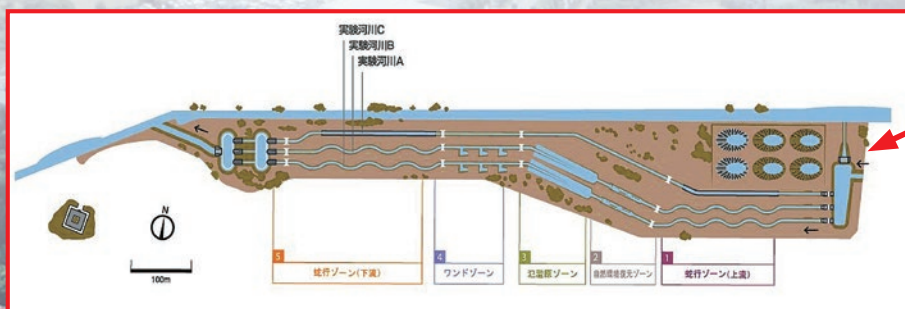 実験河川C
実験河川B
実験河川A
N
100m
5
蛇行ゾーン(下流)
4
ワンドゾーン
3
氾濫原ゾーン
2
自然環境復元ゾーン
1
蛇行ゾーン(上流)